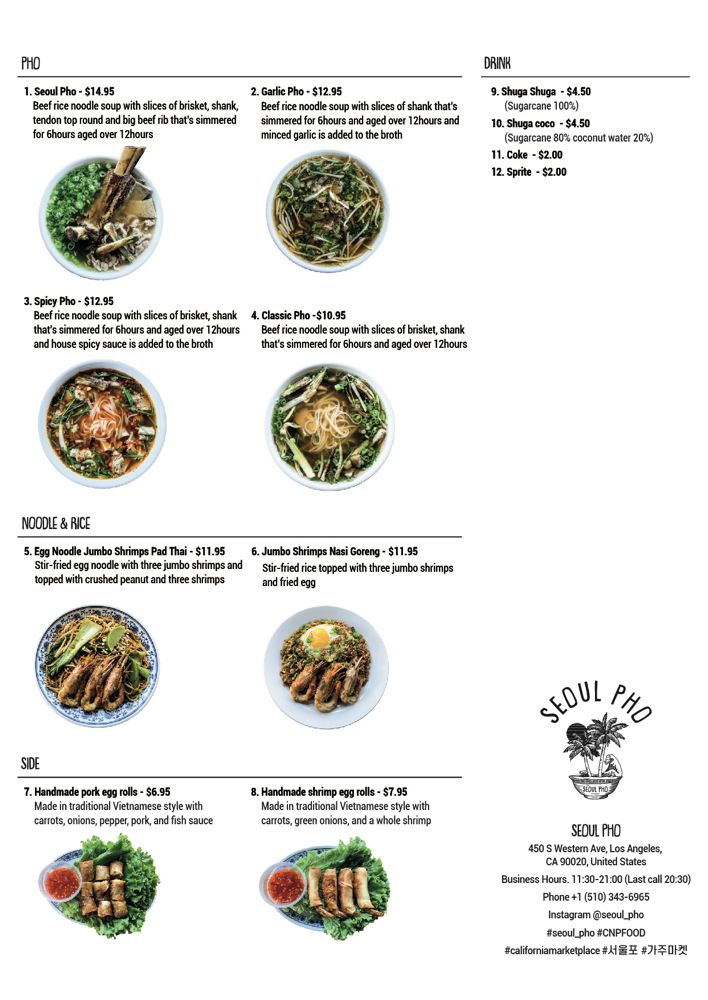 PHO
1. Seoul Pho - $14.95
Beef rice noodle soup with slices of brisket, shank,
tendon top round and big beef rib that's simmered
for 6hours aged over 12hours
2. Garlic Pho - $12.95
Beef rice noodle soup with slices of shank that's
simmered for 6hours and aged over 12hours and
minced garlic is added to the broth
3. Spicy Pho - $12.95
Beef rice noodle soup with slices of brisket, shank
that's simmered for 6hours and aged over 12hours
and house spicy sauce is added to the broth
4. Classic Pho -$10.95
Beef rice noodle soup with slices of brisket, shank
that's simmered for 6hours and aged over 12hours
NOODLE & RICE
5. Egg Noodle Jumbo Shrimps Pad Thai - $11.95
Stir-fried egg noodle with three jumbo shrimps and
topped with crushed peanut and three shrimps
6. Jumbo Shrimps Nasi Goreng - $11.95
Stir-fried rice topped with three jumbo shrimps
and fried egg
SIDE
7. Handmade pork egg rolls - $6.95
Made in traditional Vietnamese style with
carrots, onions, pepper, pork, and fish sauce
8. Handmade shrimp egg rolls - $7.95
Made in traditional Vietnamese style with
carrots, green onions, and a whole shrimp
DRINK
9. Shuga Shuga - $4.50
(Sugarcane 100%)
10. Shuga coco - $4.50
(Sugarcane 80% coconut water 20%)
11. Coke - $2.00
12. Sprite - $2.00
SEOUL PHO
SEOUL PHO
SEOUL PHO
450 S Western Ave, Los Angeles,
CA 90020, United States
Business Hours. 11:30-21:00 (Last call 20:30)
Phone +1 (510) 343-6965
Instagram @seoul_pho
#seoul_pho #CNPFOOD
#californiamarketplace #서울포 #가주마켓